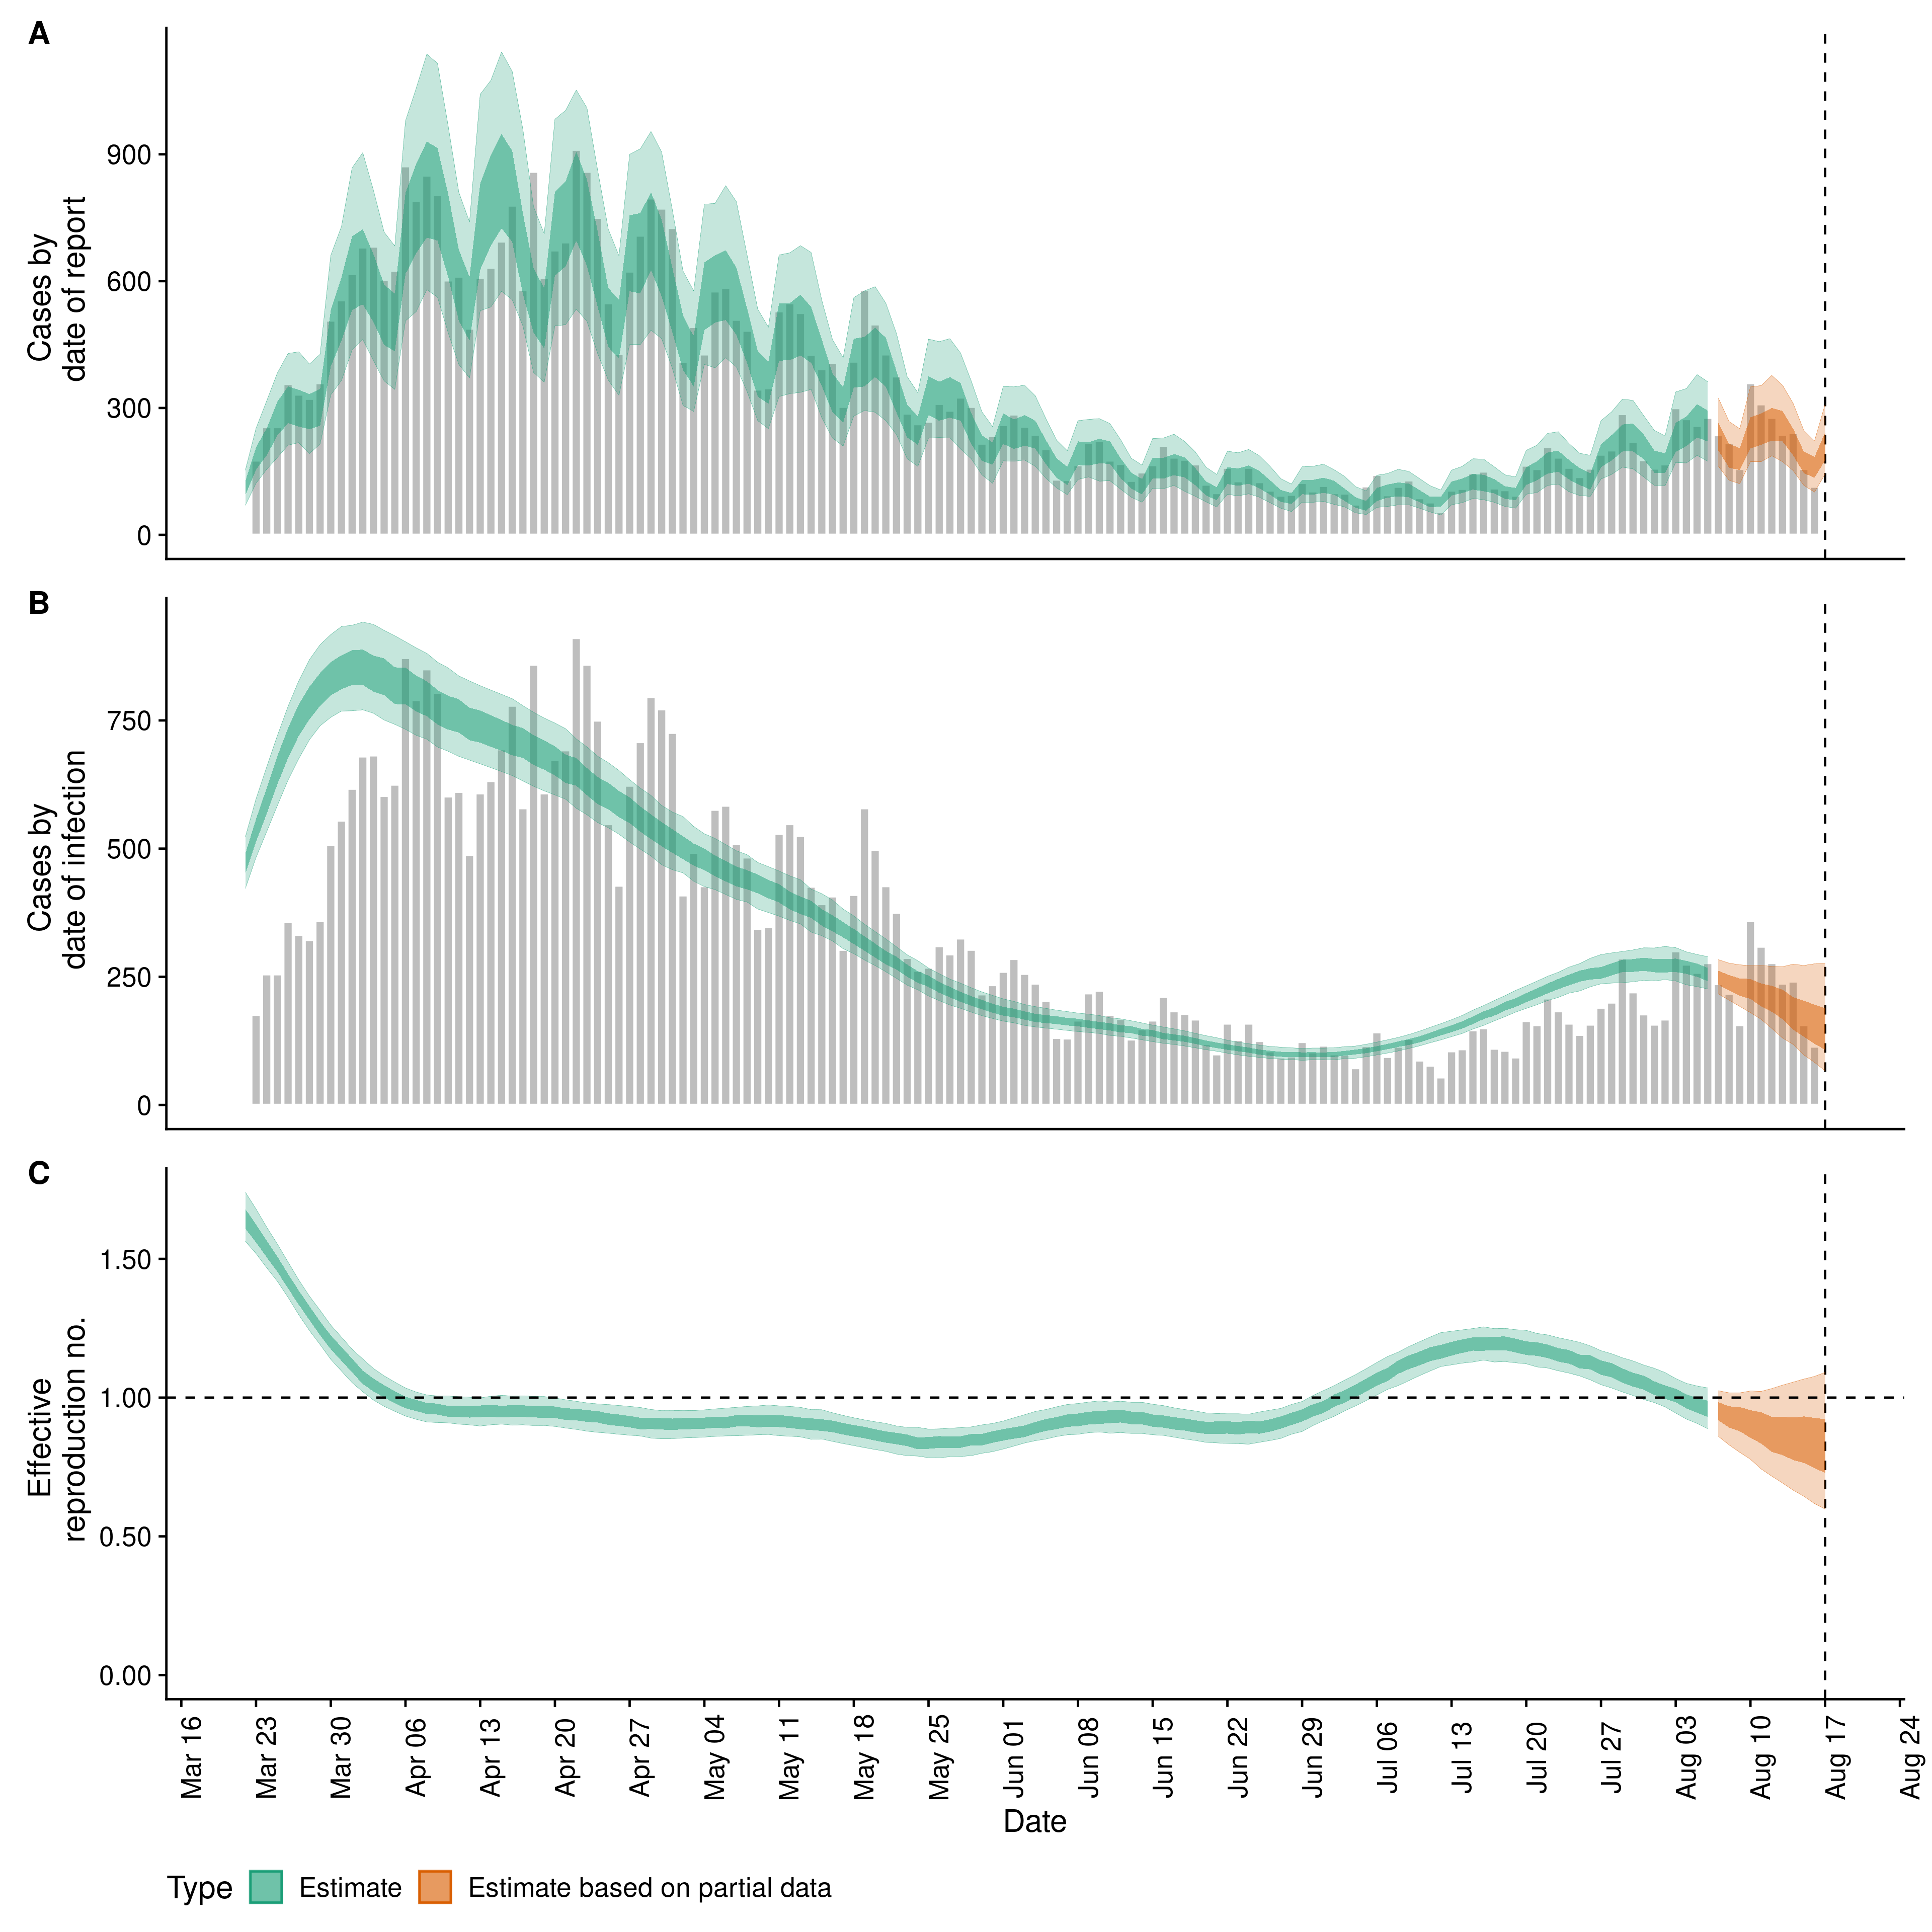 A
Cases by
date of report
900
600
300
0
B
Cases by
date of infection
750
500
250
0
C
Effective
reproduction no.
1.50
1.00
0.50
0.00
Mar 16
Mar 23
Mar 30
Apr 06
Apr 13
Apr 20
Apr 27
May 04
May 11
May 18
May 25
Jun 01
Jun 08
Jun 15
Jun 22
Jun 29
Jul 06
Jul 13
Jul 20
Jul 27
Aug 03
Aug 10
Aug 17
Aug 24
Date
Type Estimate Estimate based on partial data